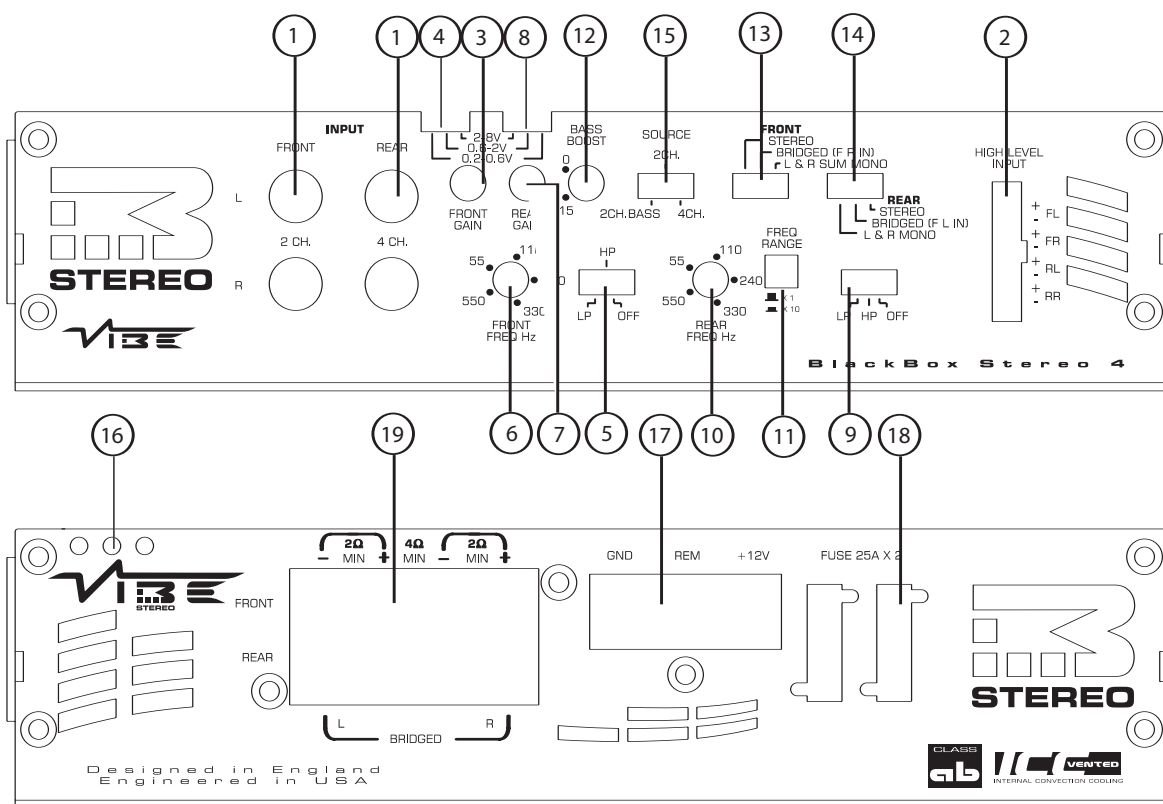 1 1 4 3 8 12 15 13 14 2
INPUT
FRONT REAR
2-8V
0.6-2V
0.2-0.6V
BASS
BOOST
0
15
SOURCE
2CH.
2CH.BASS 4CH.
FRONT
STEREO
BRIDGED (F R IN)
L & R SUM MONO
REAR
STEREO
BRIDGED (F L IN)
L & R MONO
HIGH LEVEL
INPUT
+
-
FL
+
-
FR
+
-
RL
+
-
RR
L
R
2 CH. 4 CH.
FRONT
GAIN
STEREO
VIBE
55
550
330
FRONT
FREQ Hz
HP
LP OFF
55 110
240
550 330
REAR
FREQ Hz
FREQ
RANGE
X 1
X 10
LP HP OFF
BlackBox Stereo 4
16 19 6 7 5 17 10 11 9 18
- 2Ω + 4Ω - 2Ω +
MIN MIN MIN
GND REM +12V
FUSE 25A X 2
VIBE
STEREO
FRONT
REAR
L R
BRIDGED
STEREO
Designed in England
Engineered in USA
CLASS
ab
ICC VENTED
INTERNAL CONVECTION COOLING